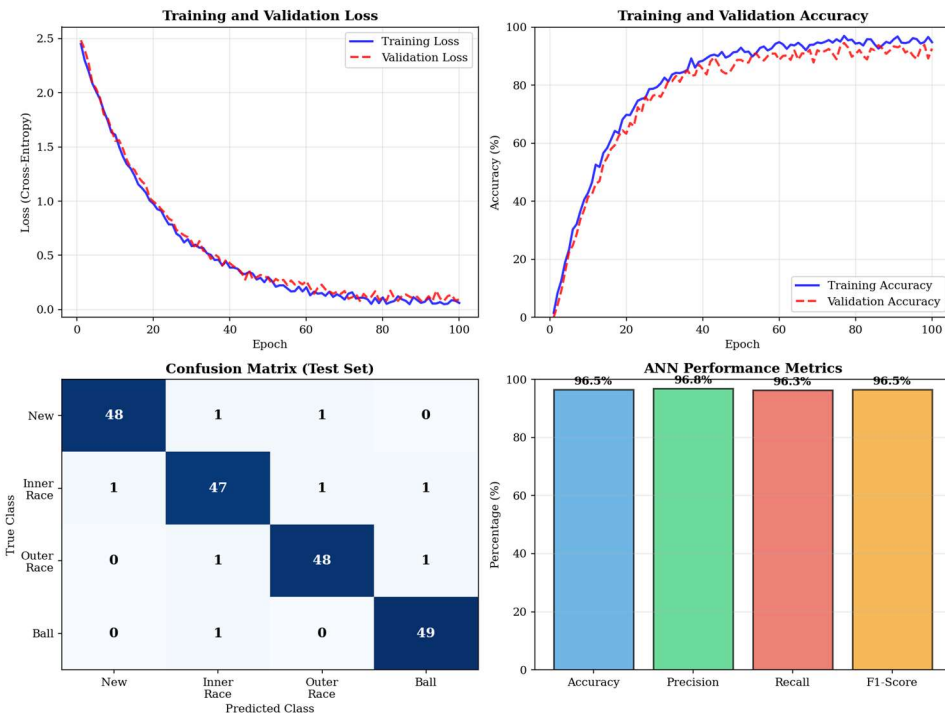 Training and Validation Loss
Training Loss
Validation Loss
Loss (Cross-Entropy)
2.5
2.0
1.5
1.0
0.5
0.0
0 20 40 60 80 100
Epoch
Training and Validation Accuracy
Accuracy (%)
100
80
60
40
20
0
Training Accuracy
Validation Accuracy
0 20 40 60 80 100
Epoch
Confusion Matrix (Test Set)
True Class
New 48 1 1 0
Inner
Race
1 47 1 1
Outer
Race
0 1 48 1
Ball 0 1 0 49
New Inner Outer Ball
Race Race
Predicted Class
ANN Performance Metrics
Percentage (%)
100
80
60
40
20
0
96.5% 96.8% 96.3% 96.5%
Accuracy Precision Recall F1-Score